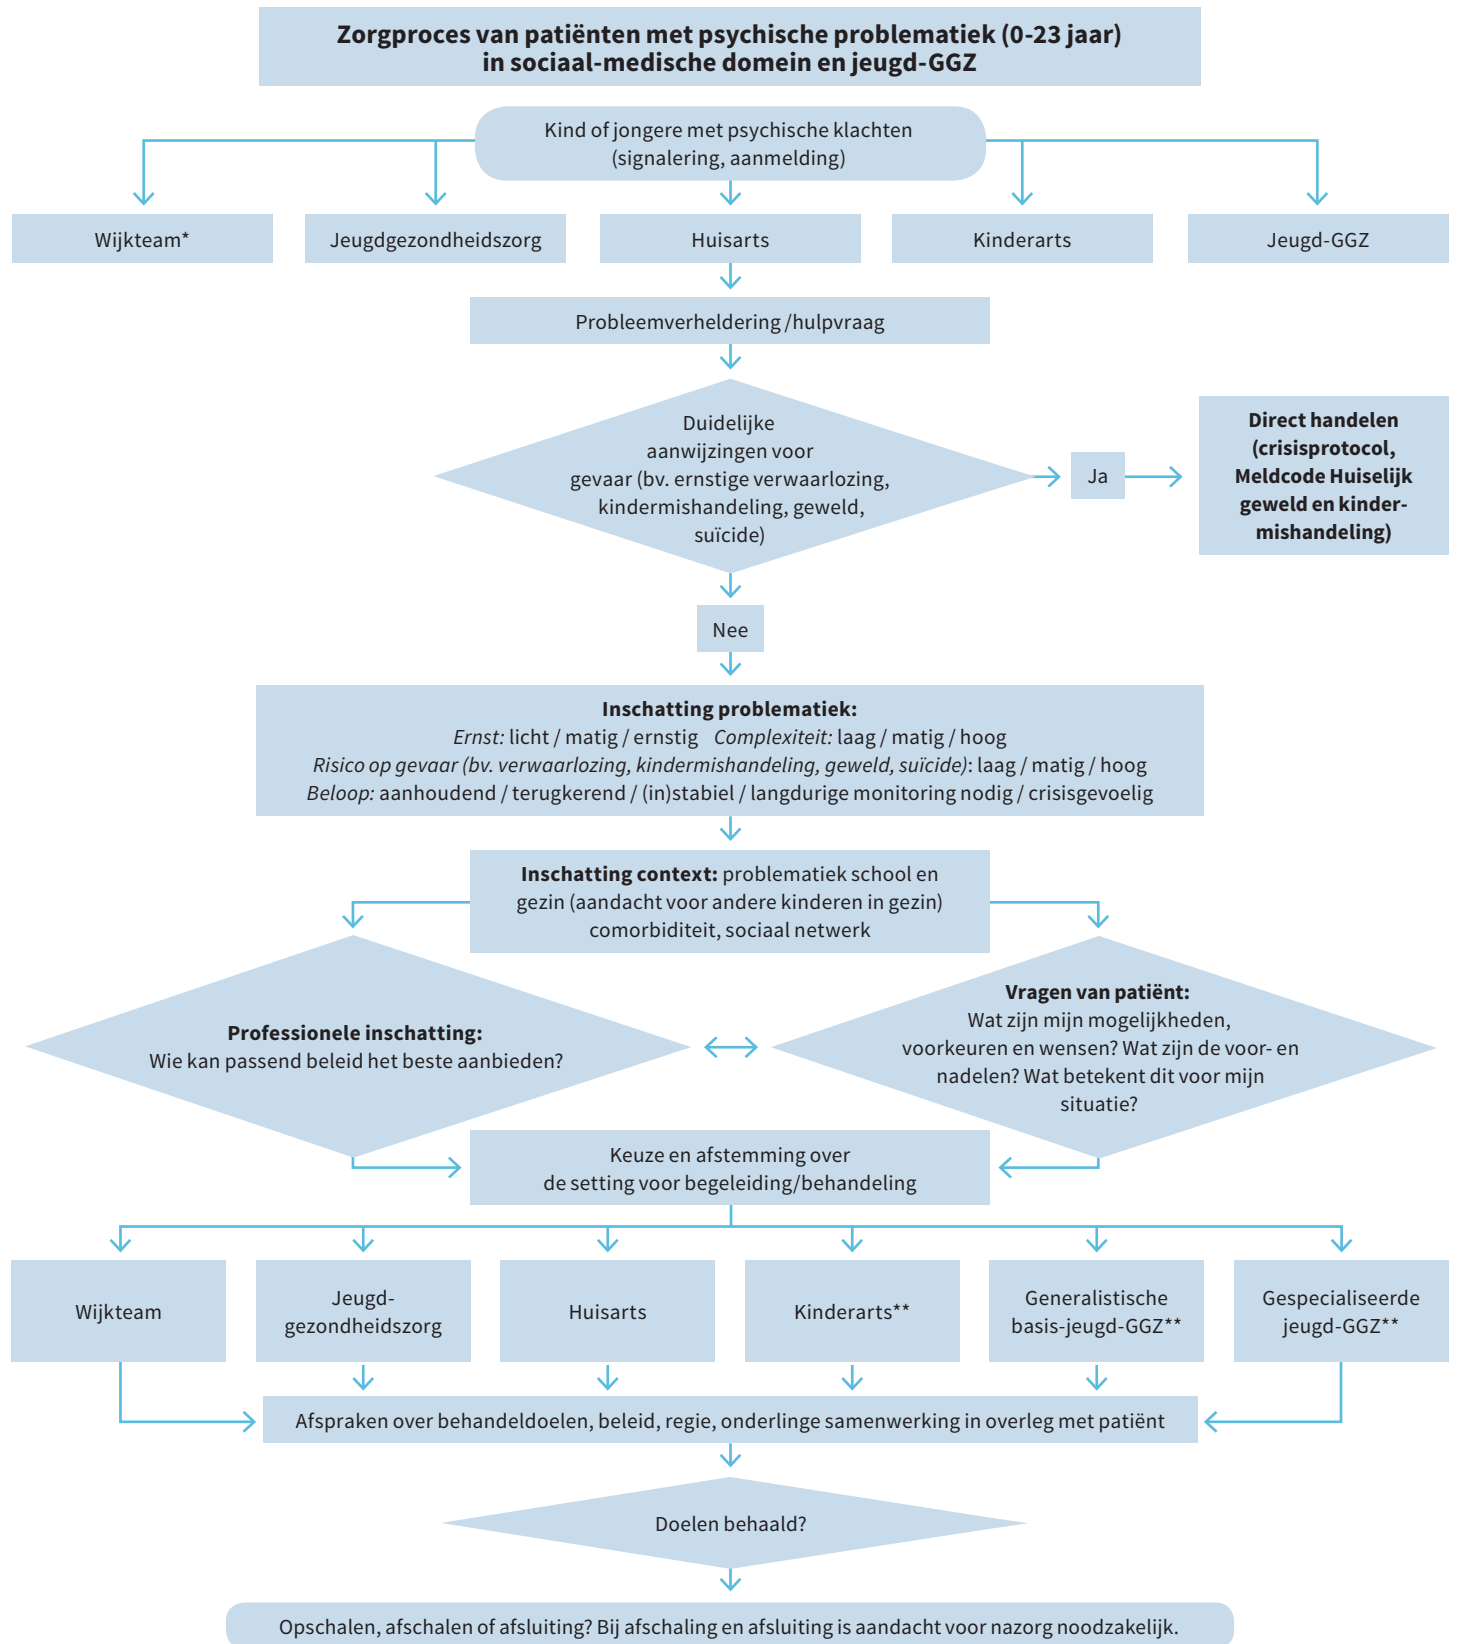 Zorgproces van patiënten met psychische problematiek (0-23 jaar)
in sociaal-medische domein en jeugd-GGZ
Kind of jongere met psychische klachten
(signalering, aanmelding)
Wijkteam*
Jeugdgezondheidszorg
Huisarts
Kinderarts
Jeugd-GGZ
Probleemverheldering /hulpvraag
Duidelijke
aanwijzingen voor
gevaar (bv. ernstige verwaarlozing,
kindermishandeling, geweld,
suïcide)
Ja
Direct handelen
(crisisprotocol,
Meldcode Huiselijk
geweld en kinder-
mishandeling)
Nee
Inschatting problematiek:
Ernst: licht / matig / ernstig Complexiteit: laag / matig / hoog
Risico op gevaar (bv. verwaarlozing, kindermishandeling, geweld, suïcide): laag / matig / hoog
Beloop: aanhoudend / terugkerend / (in)stabiel / langdurige monitoring nodig / crisisgevoelig
Inschatting context: problematiek school en
gezin (aandacht voor andere kinderen in gezin)
comorbiditeit, sociaal netwerk
Professionele inschatting:
Wie kan passend beleid het beste aanbieden?
Vragen van patiënt:
Wat zijn mijn mogelijkheden,
voorkeuren en wensen? Wat zijn de voor- en
nadelen? Wat betekent dit voor mijn
situatie?
Keuze en afstemming over
de setting voor begeleiding/behandeling
Wijkteam
Jeugd-
gezondheidszorg
Huisarts
Kinderarts**
Generalistische
basis-jeugd-GGZ**
Gespecialiseerde
jeugd-GGZ**
Afspraken over behandeldoelen, beleid, regie, onderlinge samenwerking in overleg met patiënt
Doelen behaald?
Opschalen, afschalen of afsluiting? Bij afschaling en afsluiting is aandacht voor nazorg noodzakelijk.